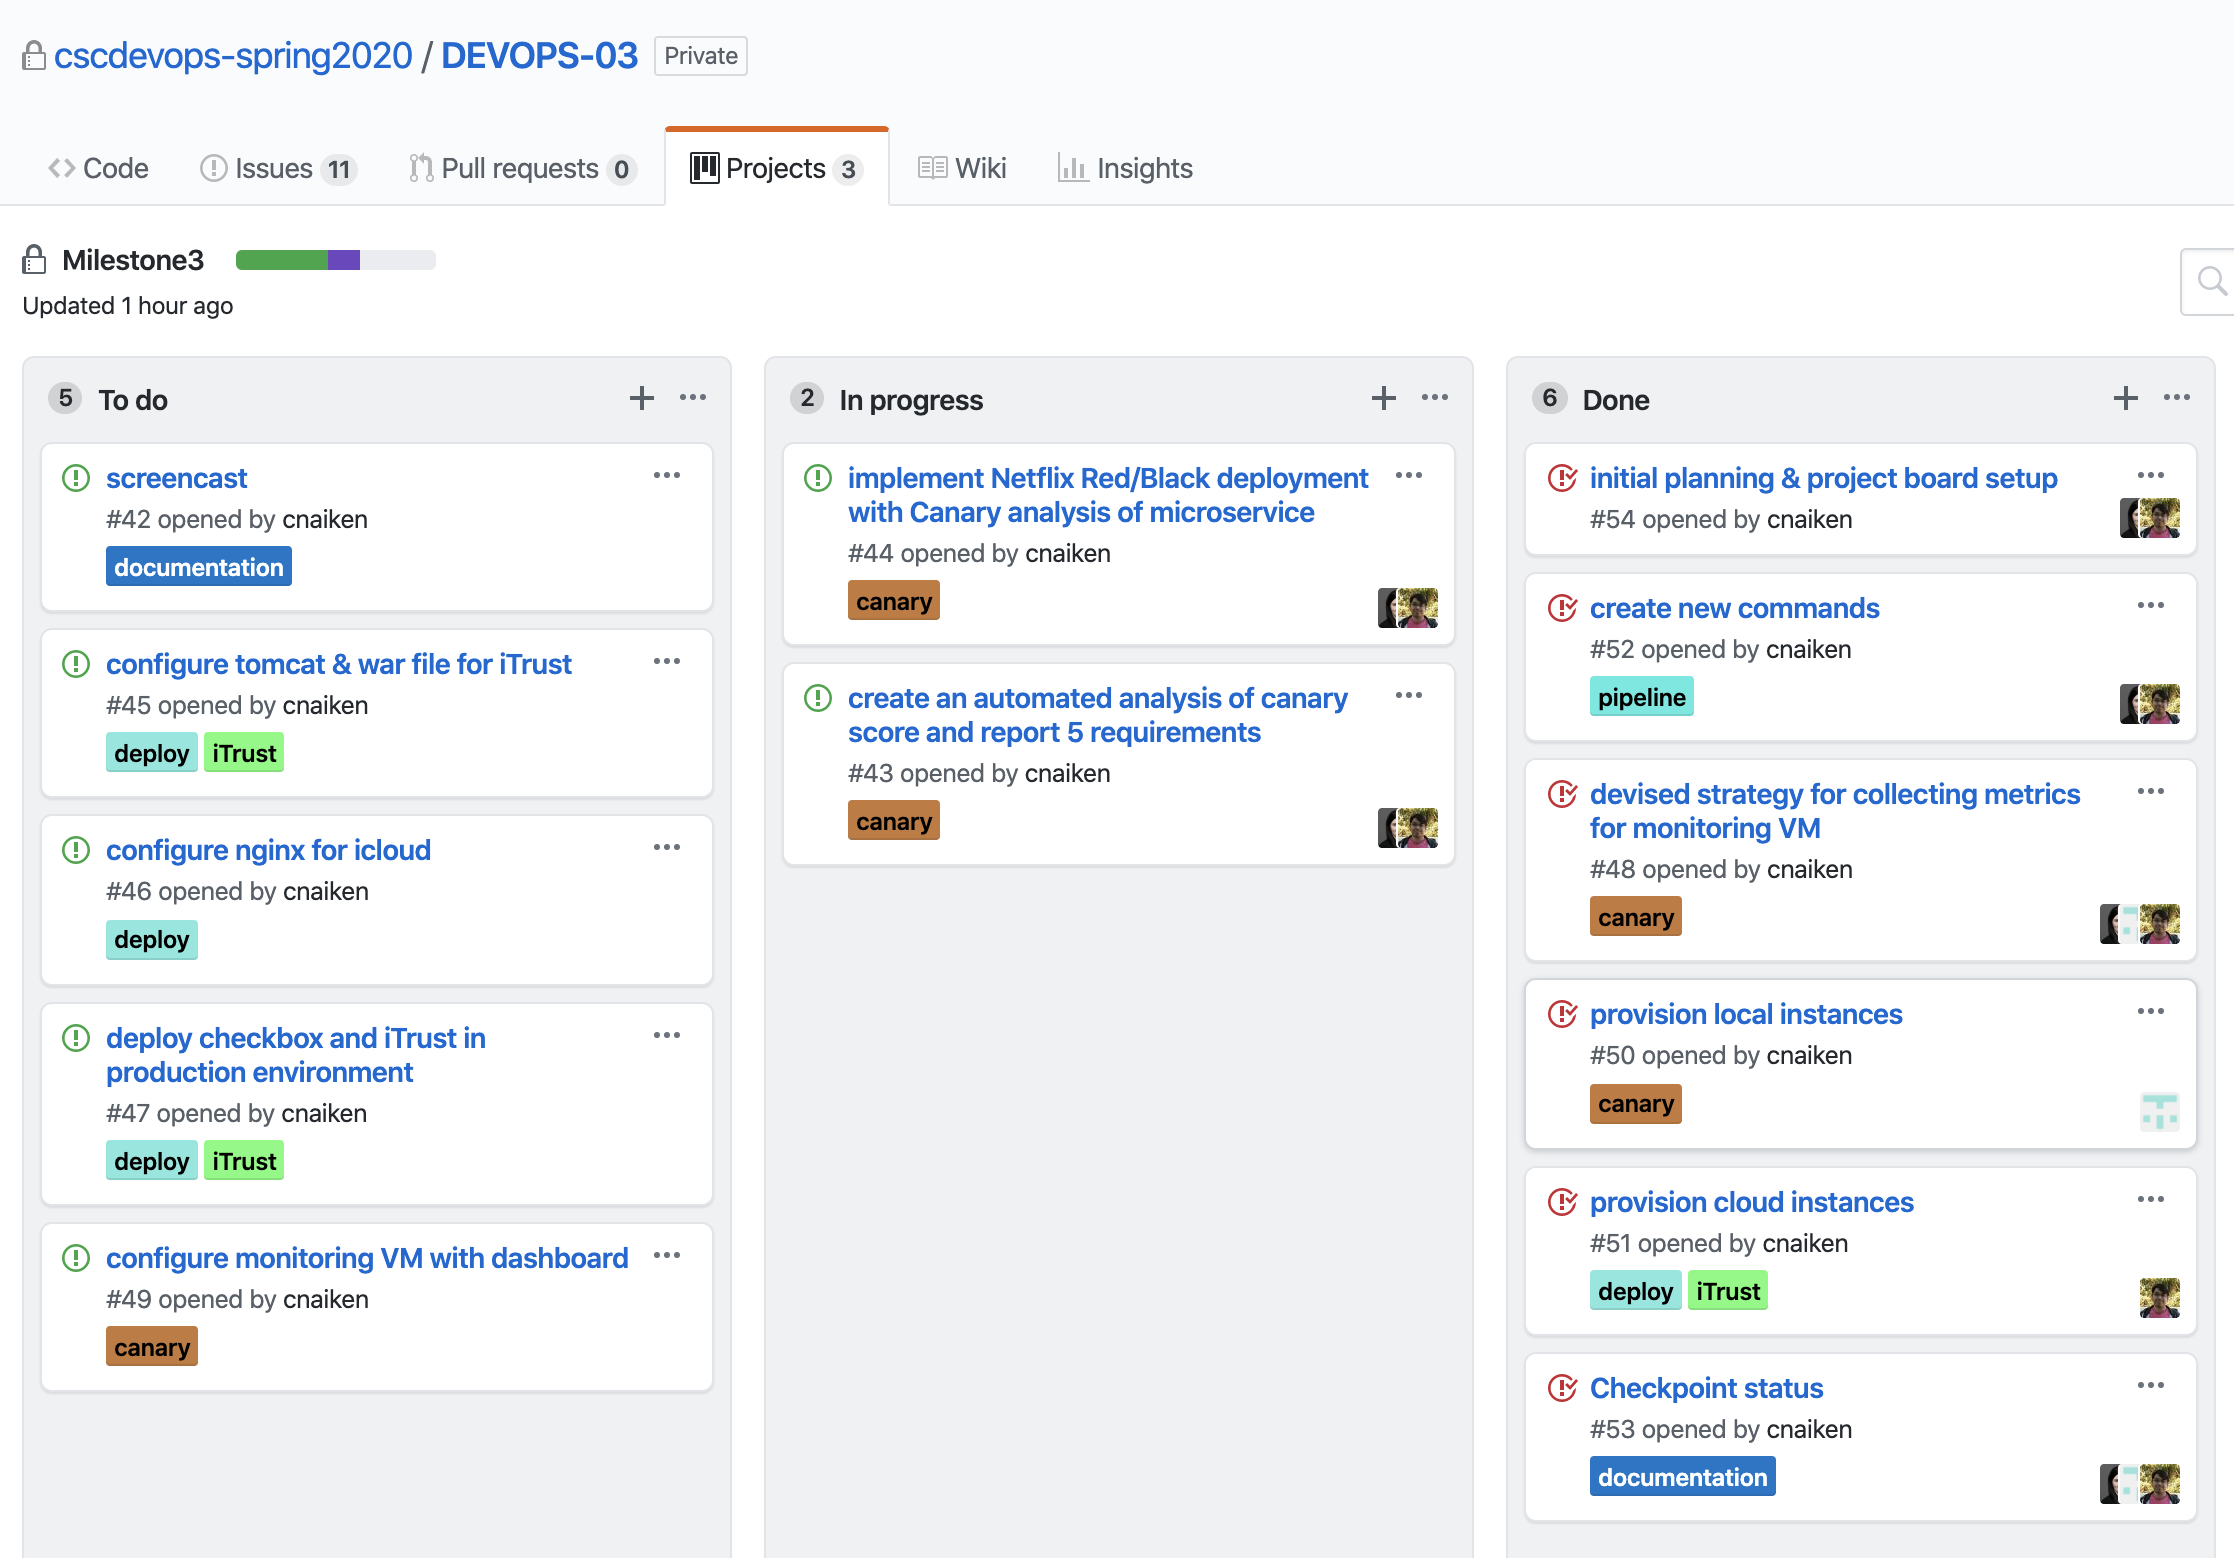 cscdevops-spring2020 / DEVOPS-03 Private
Code Issues 11 Pull requests 0 Projects 3 Wiki Insights
Milestone3
Updated 1 hour ago
5 To do
screencast
#42 opened by cnaiken
documentation
configure tomcat & war file for iTrust
#45 opened by cnaiken
deploy iTrust
configure nginx for icloud
#46 opened by cnaiken
deploy
deploy checkbox and iTrust in
production environment
#47 opened by cnaiken
deploy iTrust
configure monitoring VM with dashboard
#49 opened by cnaiken
canary
2 In progress
implement Netflix Red/Black deployment
with Canary analysis of microservice
#44 opened by cnaiken
canary
create an automated analysis of canary
score and report 5 requirements
#43 opened by cnaiken
canary
6 Done
initial planning & project board setup
#54 opened by cnaiken
create new commands
#52 opened by cnaiken
pipeline
devised strategy for collecting metrics
for monitoring VM
#48 opened by cnaiken
canary
provision local instances
#50 opened by cnaiken
canary
provision cloud instances
#51 opened by cnaiken
deploy iTrust
Checkpoint status
#53 opened by cnaiken
documentation